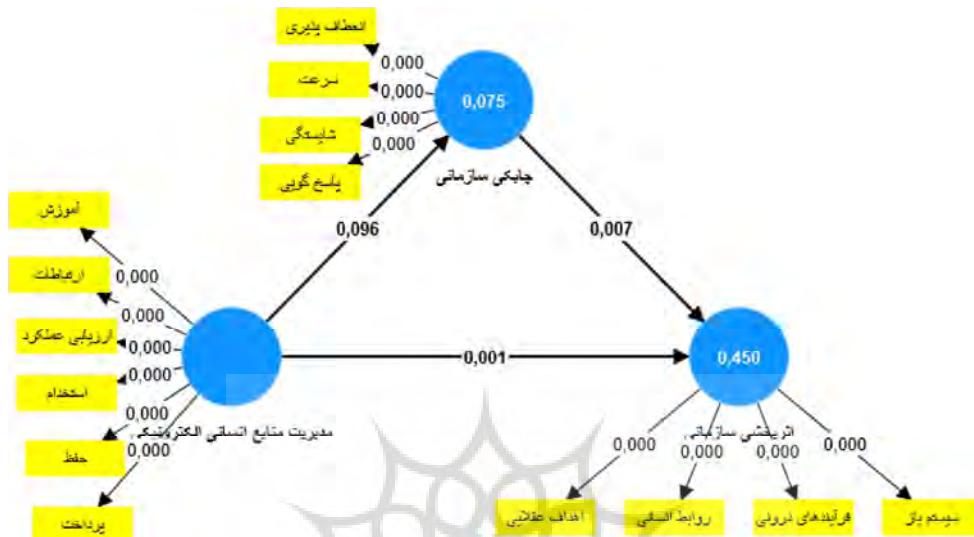 انعطاف پذیری
0,000
سرعت
0,000
شایستگی
0,000
پاسخ گویی
0,000
0,075
چابکی سازمانی
0,096
0,007
0,001
آموزش
0,000
ارتباطات
0,000
ارزیابی عملکرد
0,000
استخدام
0,000
حفظ
0,000
پرداخت
0,000
مدیریت منابع انسانی الکترونیکی
0,450
اثربخشی سازمانی
0,000
0,000
0,000
0,000
اهداف عقلایی
روابط انسانی
فرآیندهای درونی
سیستم باز